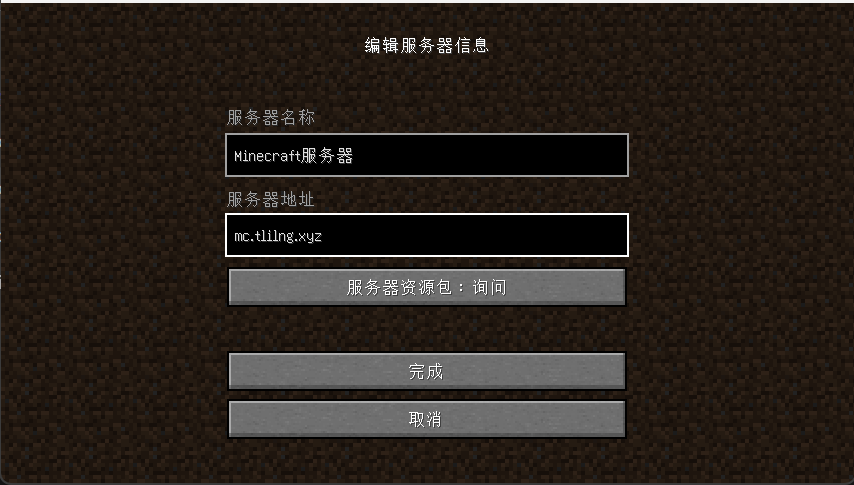 编辑服务器信息
服务器名称
Minecraft服务器
服务器地址
mc.tlilng.xyz
服务器资源包：询问
完成
取消